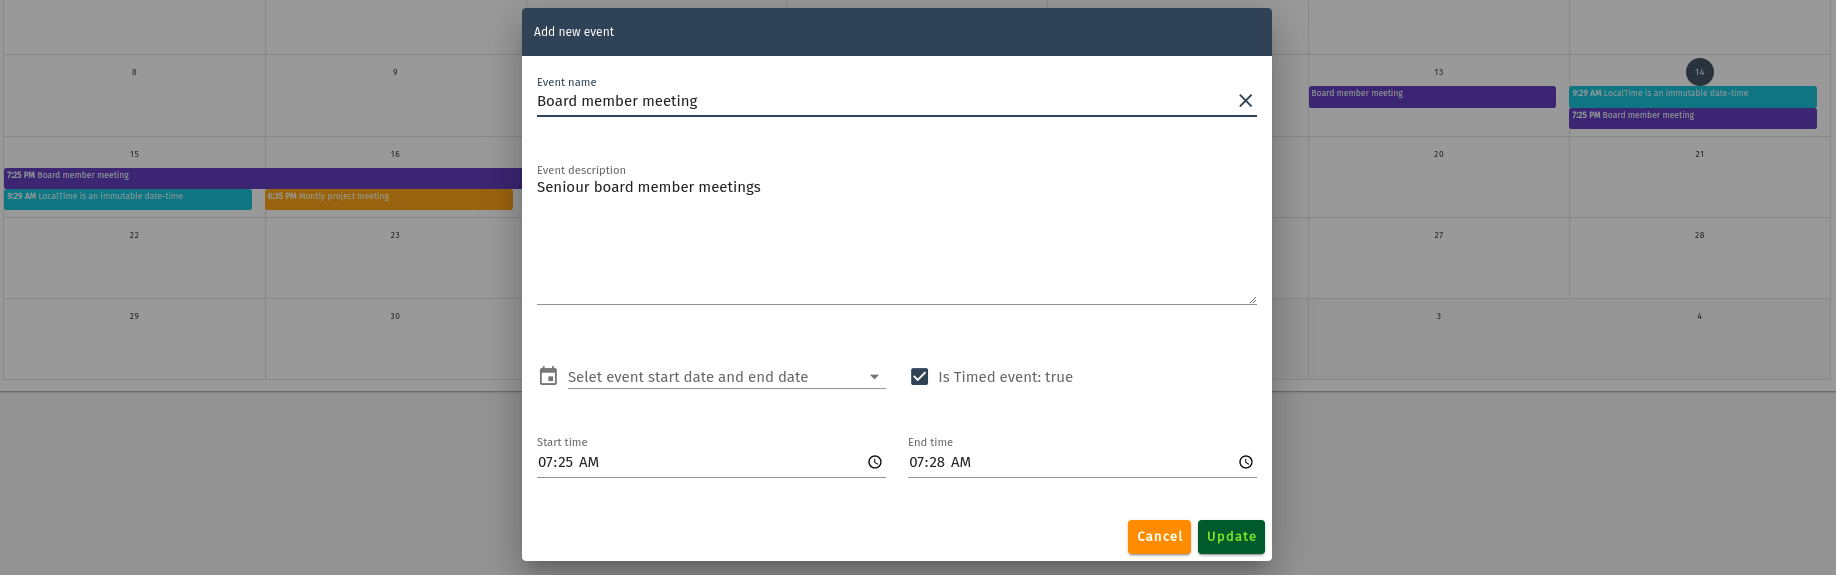 Add new event
Event name
Board member meeting
Event description
Seniour board member meetings
Selet event start date and end date
Is Timed event: true
Start time
07:25 AM
End time
07:28 AM
Cancel
Update
8
9
13
14
Board member meeting
9:29 AM LocalTime is an immutable date-time
7:25 PM Board member meeting
15
16
20
21
7:25 PM Board member meeting
9:29 AM LocalTime is an immutable date-time
6:35 PM Montly project meeting
22
23
27
28
29
30
3
4